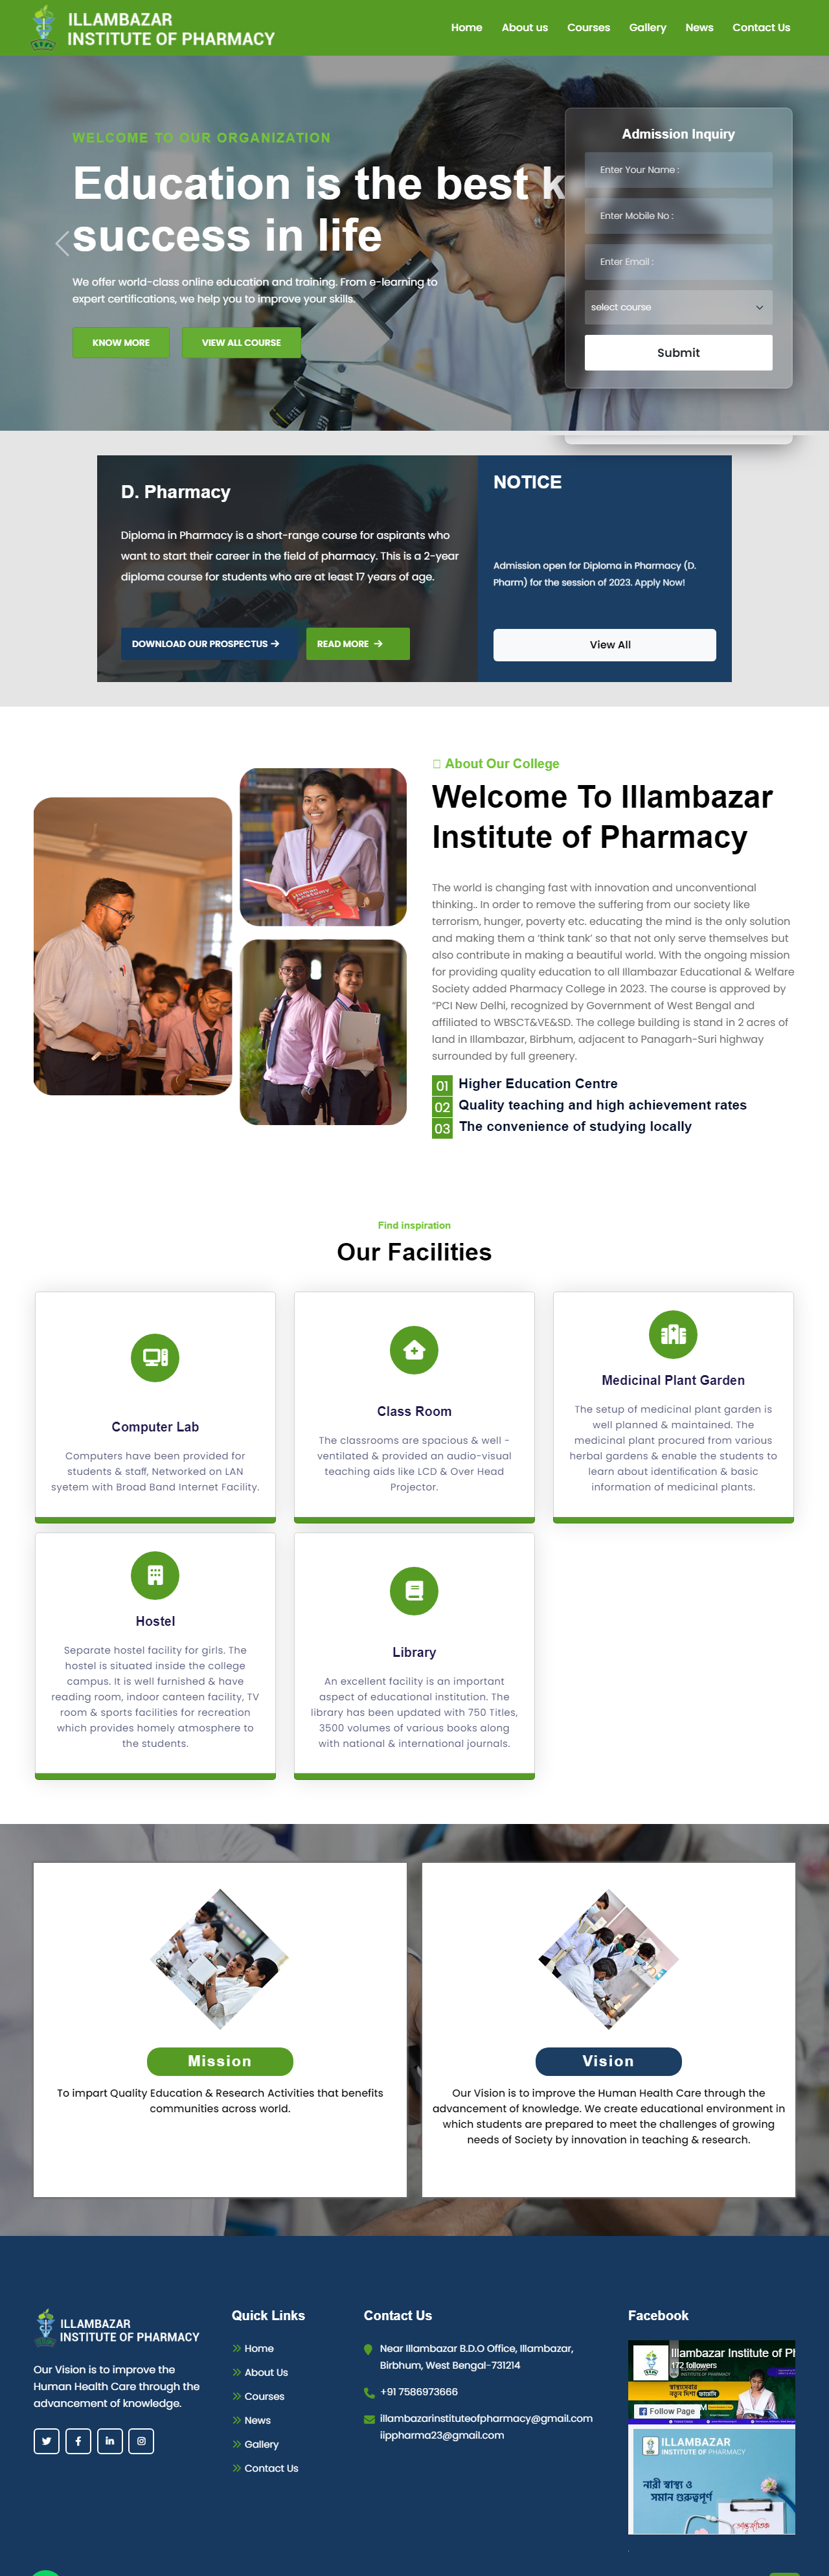 ILLAMBAZAR
INSTITUTE OF PHARMACY
Home About us Courses Gallery News Contact Us
WELCOME TO OUR ORGANIZATION
Education is the best k
success in life
We offer world-class online education and training. From e-learning to
expert certifications, we help you to improve your skills.
KNOW MORE
VIEW ALL COURSE
Admission Inquiry
Enter Your Name :
Enter Mobile No :
Enter Email :
select course
Submit
D. Pharmacy
Diploma in Pharmacy is a short-range course for aspirants who
want to start their career in the field of pharmacy. This is a 2-year
diploma course for students who are at least 17 years of age.
DOWNLOAD OUR PROSPECTUS
READ MORE
NOTICE
Admission open for Diploma in Pharmacy (D.
Pharm) for the session of 2023. Apply Now!
View All
About Our College
Welcome To Illambazar
Institute of Pharmacy
The world is changing fast with innovation and unconventional
thinking.. In order to remove the suffering from our society like
terrorism, hunger, poverty etc. educating the mind is the only solution
and making them a ‘think tank’ so that not only serve themselves but
also contribute in making a beautiful world. With the ongoing mission
for providing quality education to all Illambazar Educational & Welfare
Society added Pharmacy College in 2023. The course is approved by
“PCI New Delhi, recognized by Government of West Bengal and
affiliated to WBSCT&VE&SD. The college building is stand in 2 acres of
land in Illambazar, Birbhum, adjacent to Panagarh-Suri highway
surrounded by full greenery.
01 Higher Education Centre
02 Quality teaching and high achievement rates
03 The convenience of studying locally
Human Anatomy
Find inspiration
Our Facilities
Computer Lab
Computers have been provided for
students & staff, Networked on LAN
syetem with Broad Band Internet Facility.
Class Room
The classrooms are spacious & well -
ventilated & provided an audio-visual
teaching aids like LCD & Over Head
Projector.
Medicinal Plant Garden
The setup of medicinal plant garden is
well planned & maintained. The
medicinal plant procured from various
herbal gardens & enable the students to
learn about identification & basic
information of medicinal plants.
Hostel
Separate hostel facility for girls. The
hostel is situated inside the college
campus. It is well furnished & have
reading room, indoor canteen facility, TV
room & sports facilities for recreation
which provides homely atmosphere to
the students.
Library
An excellent facility is an important
aspect of educational institution. The
library has been updated with 750 Titles,
3500 volumes of various books along
with national & international journals.
Mission
To impart Quality Education & Research Activities that benefits
communities across world.
Vision
Our Vision is to improve the Human Health Care through the
advancement of knowledge. We create educational environment in
which students are prepared to meet the challenges of growing
needs of Society by innovation in teaching & research.
ILLAMBAZAR
INSTITUTE OF PHARMACY
Our Vision is to improve the
Human Health Care through the
advancement of knowledge.
Quick Links
Home
About Us
Courses
News
Gallery
Contact Us
Contact Us
Near Illambazar B.D.O Office, Illambazar,
Birbhum, West Bengal-731214
+91 7586973666
illambazarinstituteofpharmacy@gmail.com
iippharma23@gmail.com
Facebook
Illambazar Institute of Ph
172 followers
Follow Page
ILLAMBAZAR
INSTITUTE OF PHARMACY
নারী স্বাস্থ্য ও
সমান গুরুত্বপূর্ণ